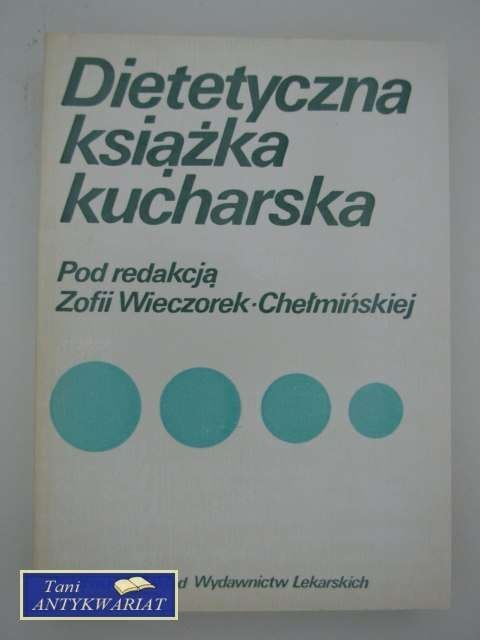 Dietetyczna
książka
kucharska
Pod redakcją
Zofii Wieczorek-Chełmińskiej
Wydawnictw Lekarskich
Tani
ANTYKWARIAT